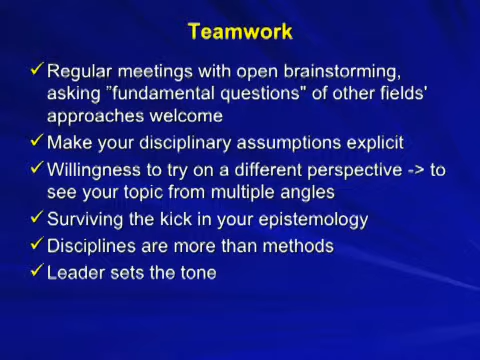 Teamwork
✓Regular meetings with open brainstorming,
asking ”fundamental questions" of other fields'
approaches welcome
✓Make your disciplinary assumptions explicit
✓Willingness to try on a different perspective -> to
see your topic from multiple angles
✓Surviving the kick in your epistemology
✓Disciplines are more than methods
✓Leader sets the tone